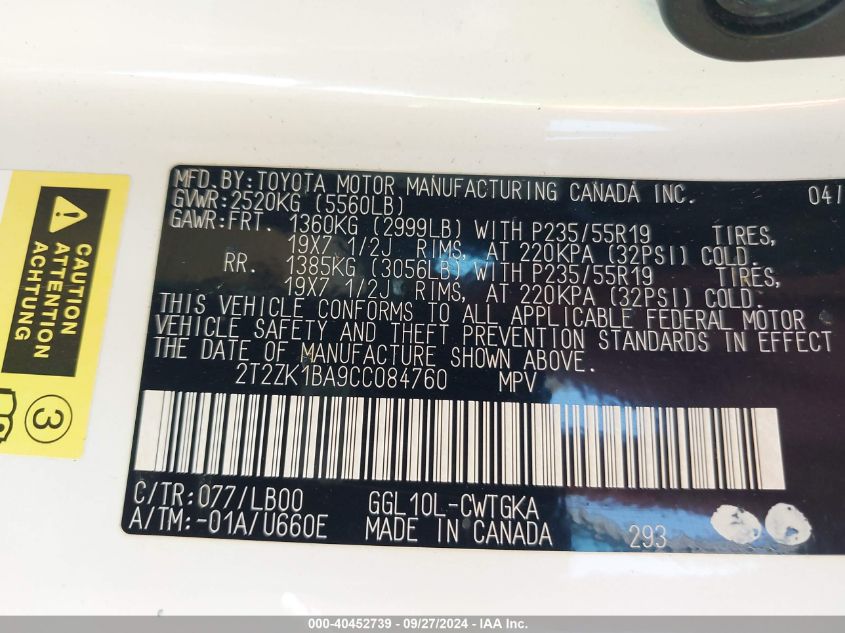 MFD.BY:TOYOTA MOTOR MANUFACTURING CANADA INC. 04/
GVWR:2520KG (5560LB)
GAWR:FRT. 1360KG (2999LB) WITH P235/55R19 TIRES,
19X7 1/2J RIMS, AT 220KPA (32PSI) COLD.
RR. 1385KG (3056LB) WITH P235/55R19 TIRES,
19X7 1/2J RIMS, AT 220KPA (32PSI) COLD.
THIS VEHICLE CONFORMS TO ALL APPLICABLE FEDERAL MOTOR
VEHICLE SAFETY AND THEFT PREVENTION STANDARDS IN EFFECT
THE DATE OF MANUFACTURE SHOWN ABOVE.
2T2ZK1BA9CC084760 MPV
C/TR:077/LB00 GGL10L-CWTGKA
A/TM:-01A/U660E MADE IN CANADA 293
CAUTION
ATTENTION
ACHTUNG
3
000-40452739 - 09/27/2024 - IAA Inc.